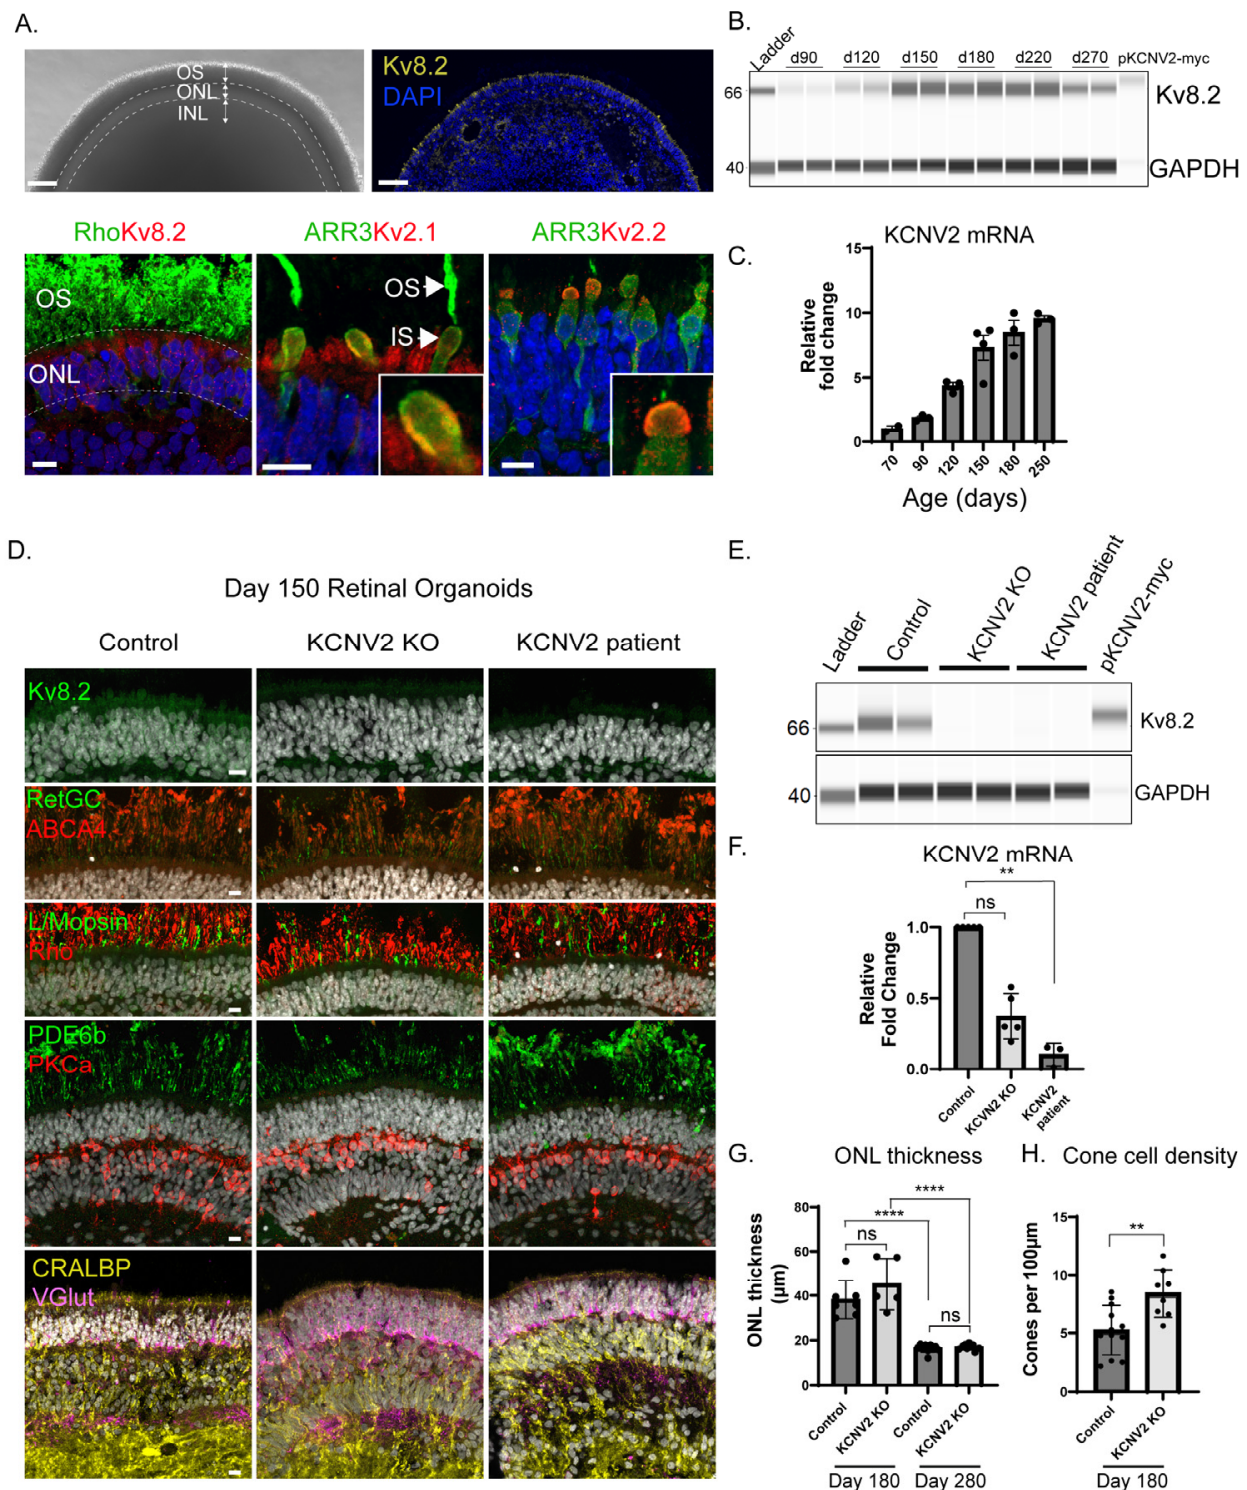 A.
OS
ONL
INL
Kv8.2
DAPI
RhoKv8.2
ARR3Kv2.1
ARR3Kv2.2
OS
ONL
OS
IS
B.
Ladder
d90 d120 d150 d180 d220 d270 pKCNV2-myc
66
Kv8.2
40
GAPDH
C.
KCNV2 mRNA
Relative
fold change
15
10
5
0
70 90 120 150 180 250
Age (days)
D.
Day 150 Retinal Organoids
Control KCNV2 KO KCNV2 patient
Kv8.2
RetGC
ABCA4
L/Mopsin
Rho
PDE6b
PKCa
CRALBP
VGlut
E.
Ladder
Control
KCNV2 KO
KCNV2 patient
pKCNV2-myc
66
Kv8.2
40
GAPDH
F.
KCNV2 mRNA
**
ns
Relative
Fold Change
1.0
0.5
0.0
Control
KCVN2 KO
KCNV2
patient
G.
ONL thickness
****
****
ns
ns
ONL thickness
(µm)
80
60
40
20
0
Control
KCNV2 KO
Control
KCNV2 KO
Day 180 Day 280
H.
Cone cell density
**
Cones per 100µm
15
10
5
0
Control
KCNV2 KO
Day 180